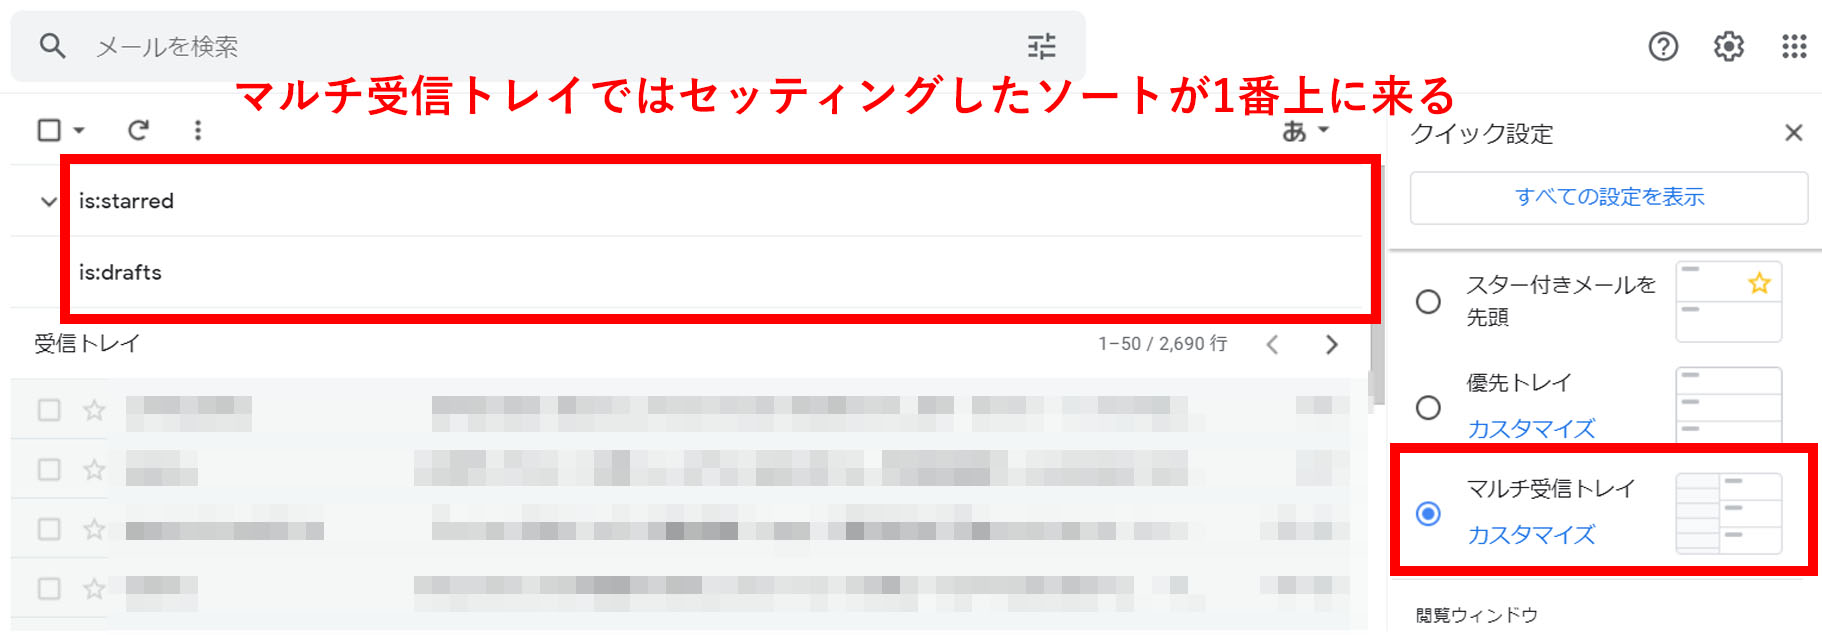 メールを検索
マルチ受信トレイではセッティングしたソートが1番上に来る
あ
is:starred
is:drafts
受信トレイ
1–50 / 2,690 行
クイック設定
すべての設定を表示
スター付きメールを
先頭
優先トレイ
カスタマイズ
マルチ受信トレイ
カスタマイズ
閲覧ウィンドウ